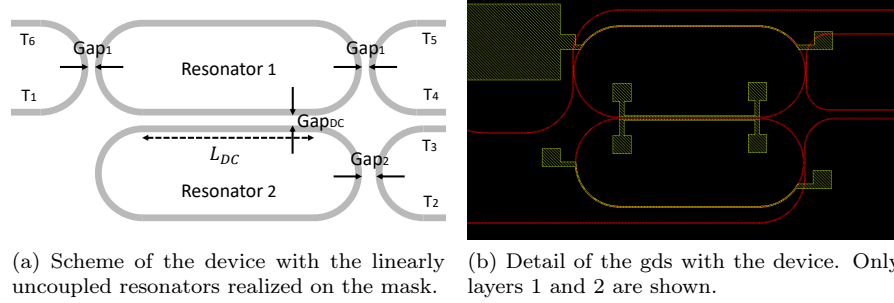 T6
T1
Gap1
Resonator 1
Gap1
T5
T4
GapDC
LDC
Gap2
T3
Resonator 2
T2
(a) Scheme of the device with the linearly
uncoupled resonators realized on the mask.
(b) Detail of the gds with the device. Only
layers 1 and 2 are shown.